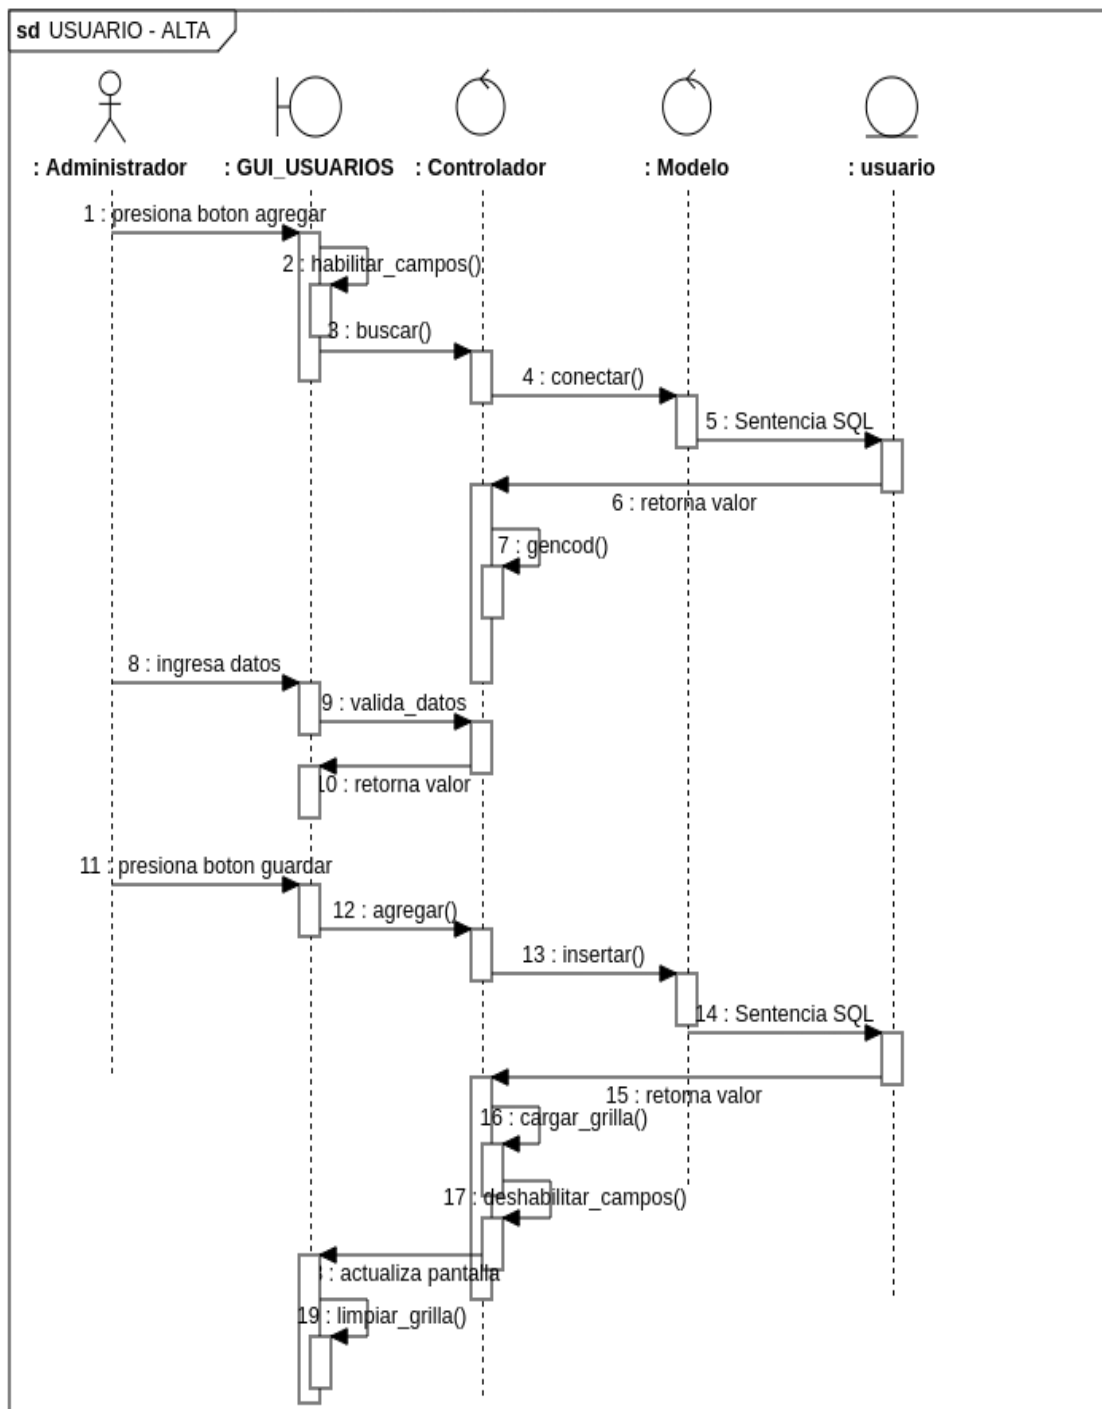 sd USUARIO - ALTA
: Administrador
: GUI_USUARIOS
: Controlador
: Modelo
: usuario
1 : presiona boton agregar
2 : habilitar_campos()
3 : buscar()
4 : conectar()
5 : Sentencia SQL
6 : retorna valor
7 : gencod()
8 : ingresa datos
9 : valida_datos
10 : retorna valor
11 : presiona boton guardar
12 : agregar()
13 : insertar()
14 : Sentencia SQL
15 : retorna valor
16 : cargar_grilla()
17 : deshabilitar_campos()
: actualiza pantalla
19 : limpiar_grilla()